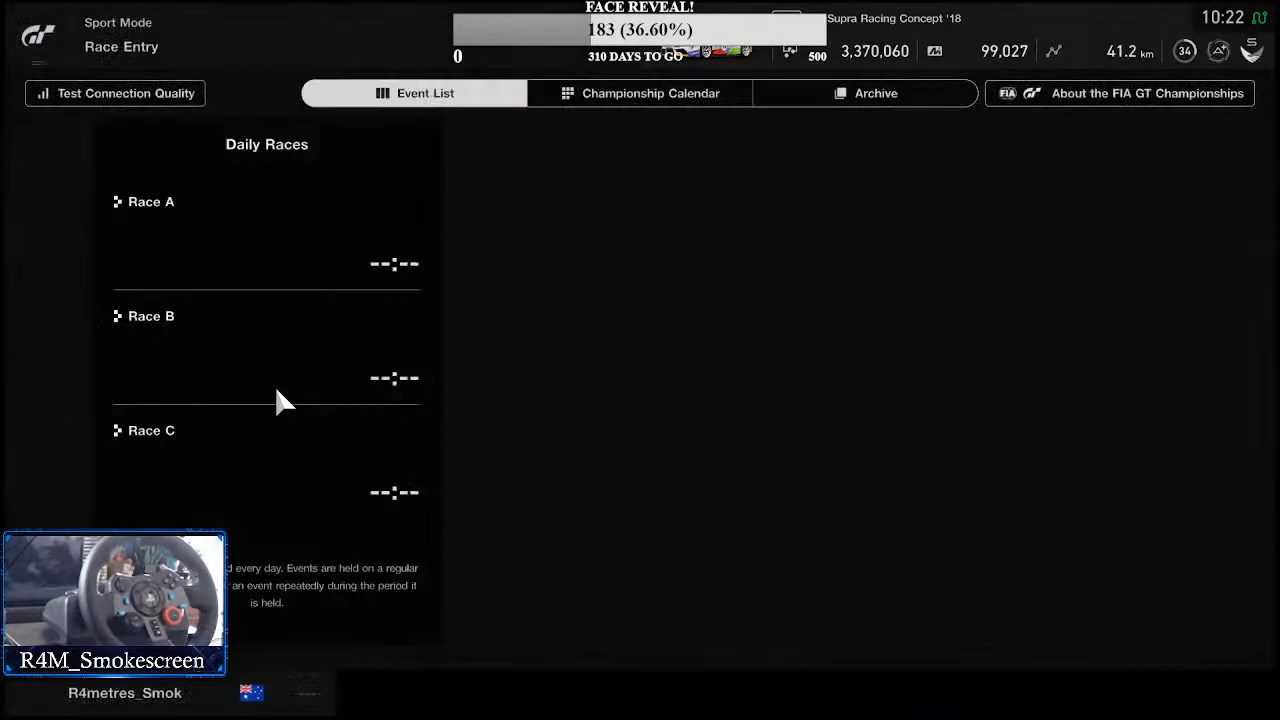 Sport Mode
Race Entry
FACE REVEAL!
183 (36.60%)
0
310 DAYS TO GO
500
Supra Racing Concept '18
3,370,060
99,027
41.2 km
34
10:22
S
Test Connection Quality
Event List
Championship Calendar
Archive
FIA GT About the FIA GT Championships
Daily Races
Race A
--:--
Race B
--:--
Race C
--:--
d every day. Events are held on a regular
an event repeatedly during the period it
is held.
R4M_Smokescreen
R4metres_Smok